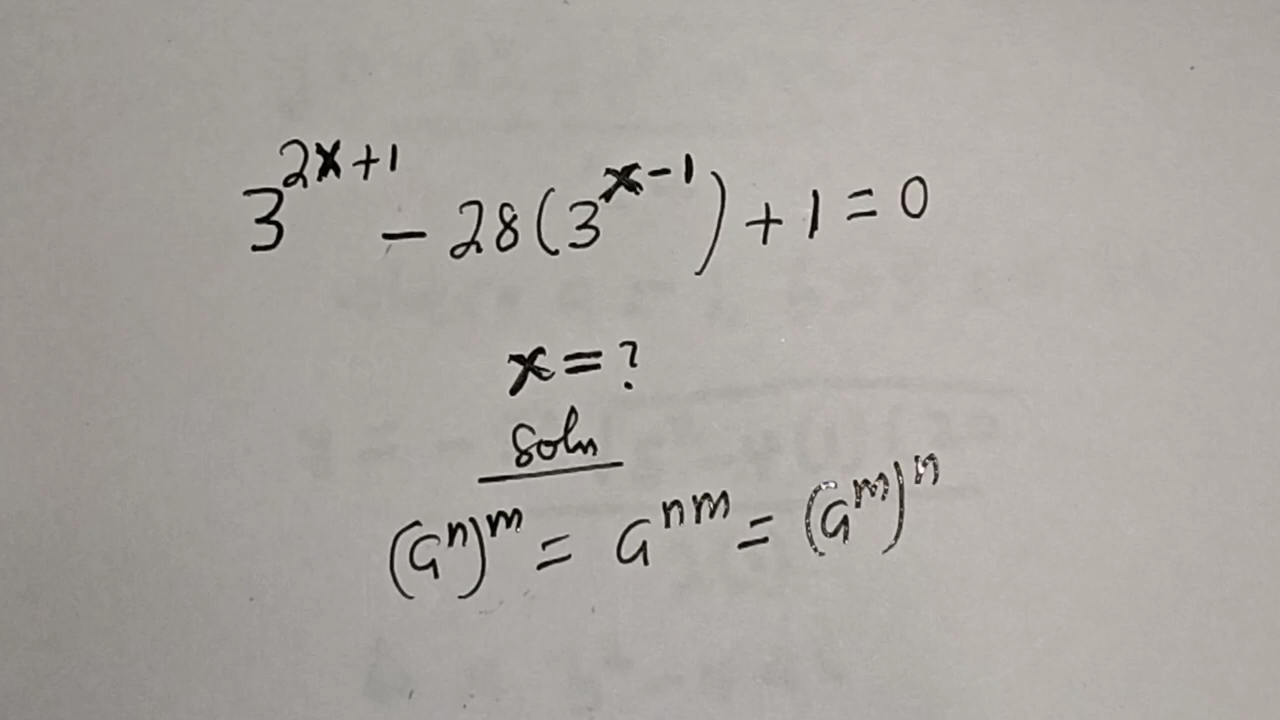 3^{2x+1} - 28(3^{x-1}) + 1 = 0
x = ?
Soln
(a^n)^m = a^{nm} = (a^m)^n